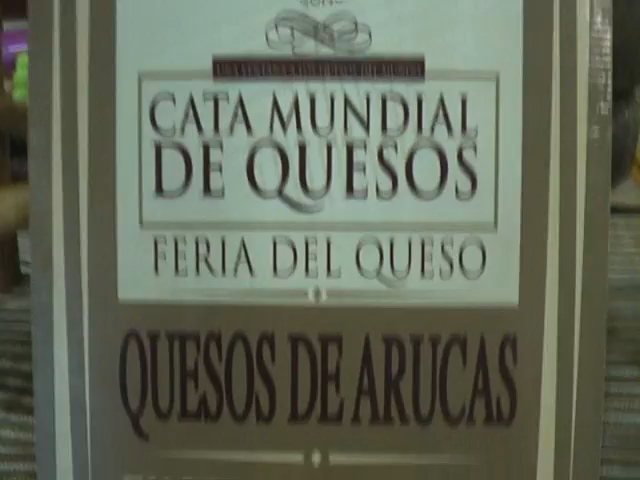 CATA MUNDIAL
DE QUESOS
FERIA DEL QUESO
QUESOS DE ARUCAS